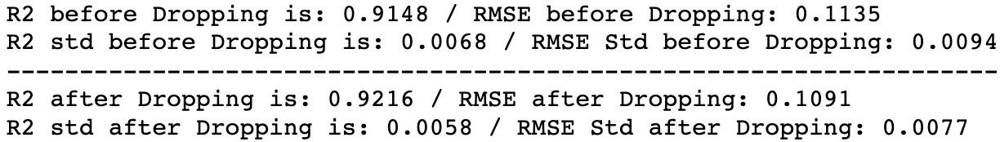 R2 before Dropping is: 0.9148 / RMSE before Dropping: 0.1135
R2 std before Dropping is: 0.0068 / RMSE Std before Dropping: 0.0094
--------------------------------------------------------------------
R2 after Dropping is: 0.9216 / RMSE after Dropping: 0.1091
R2 std after Dropping is: 0.0058 / RMSE Std after Dropping: 0.0077